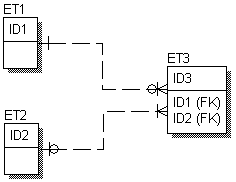 ET1
ID1
ET3
ID3
ID1 (FK)
ID2 (FK)
ET2
ID2